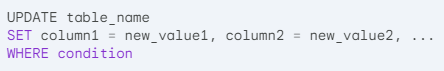 UPDATE table_name
SET column1 = new_value1, column2 = new_value2, ...
WHERE condition